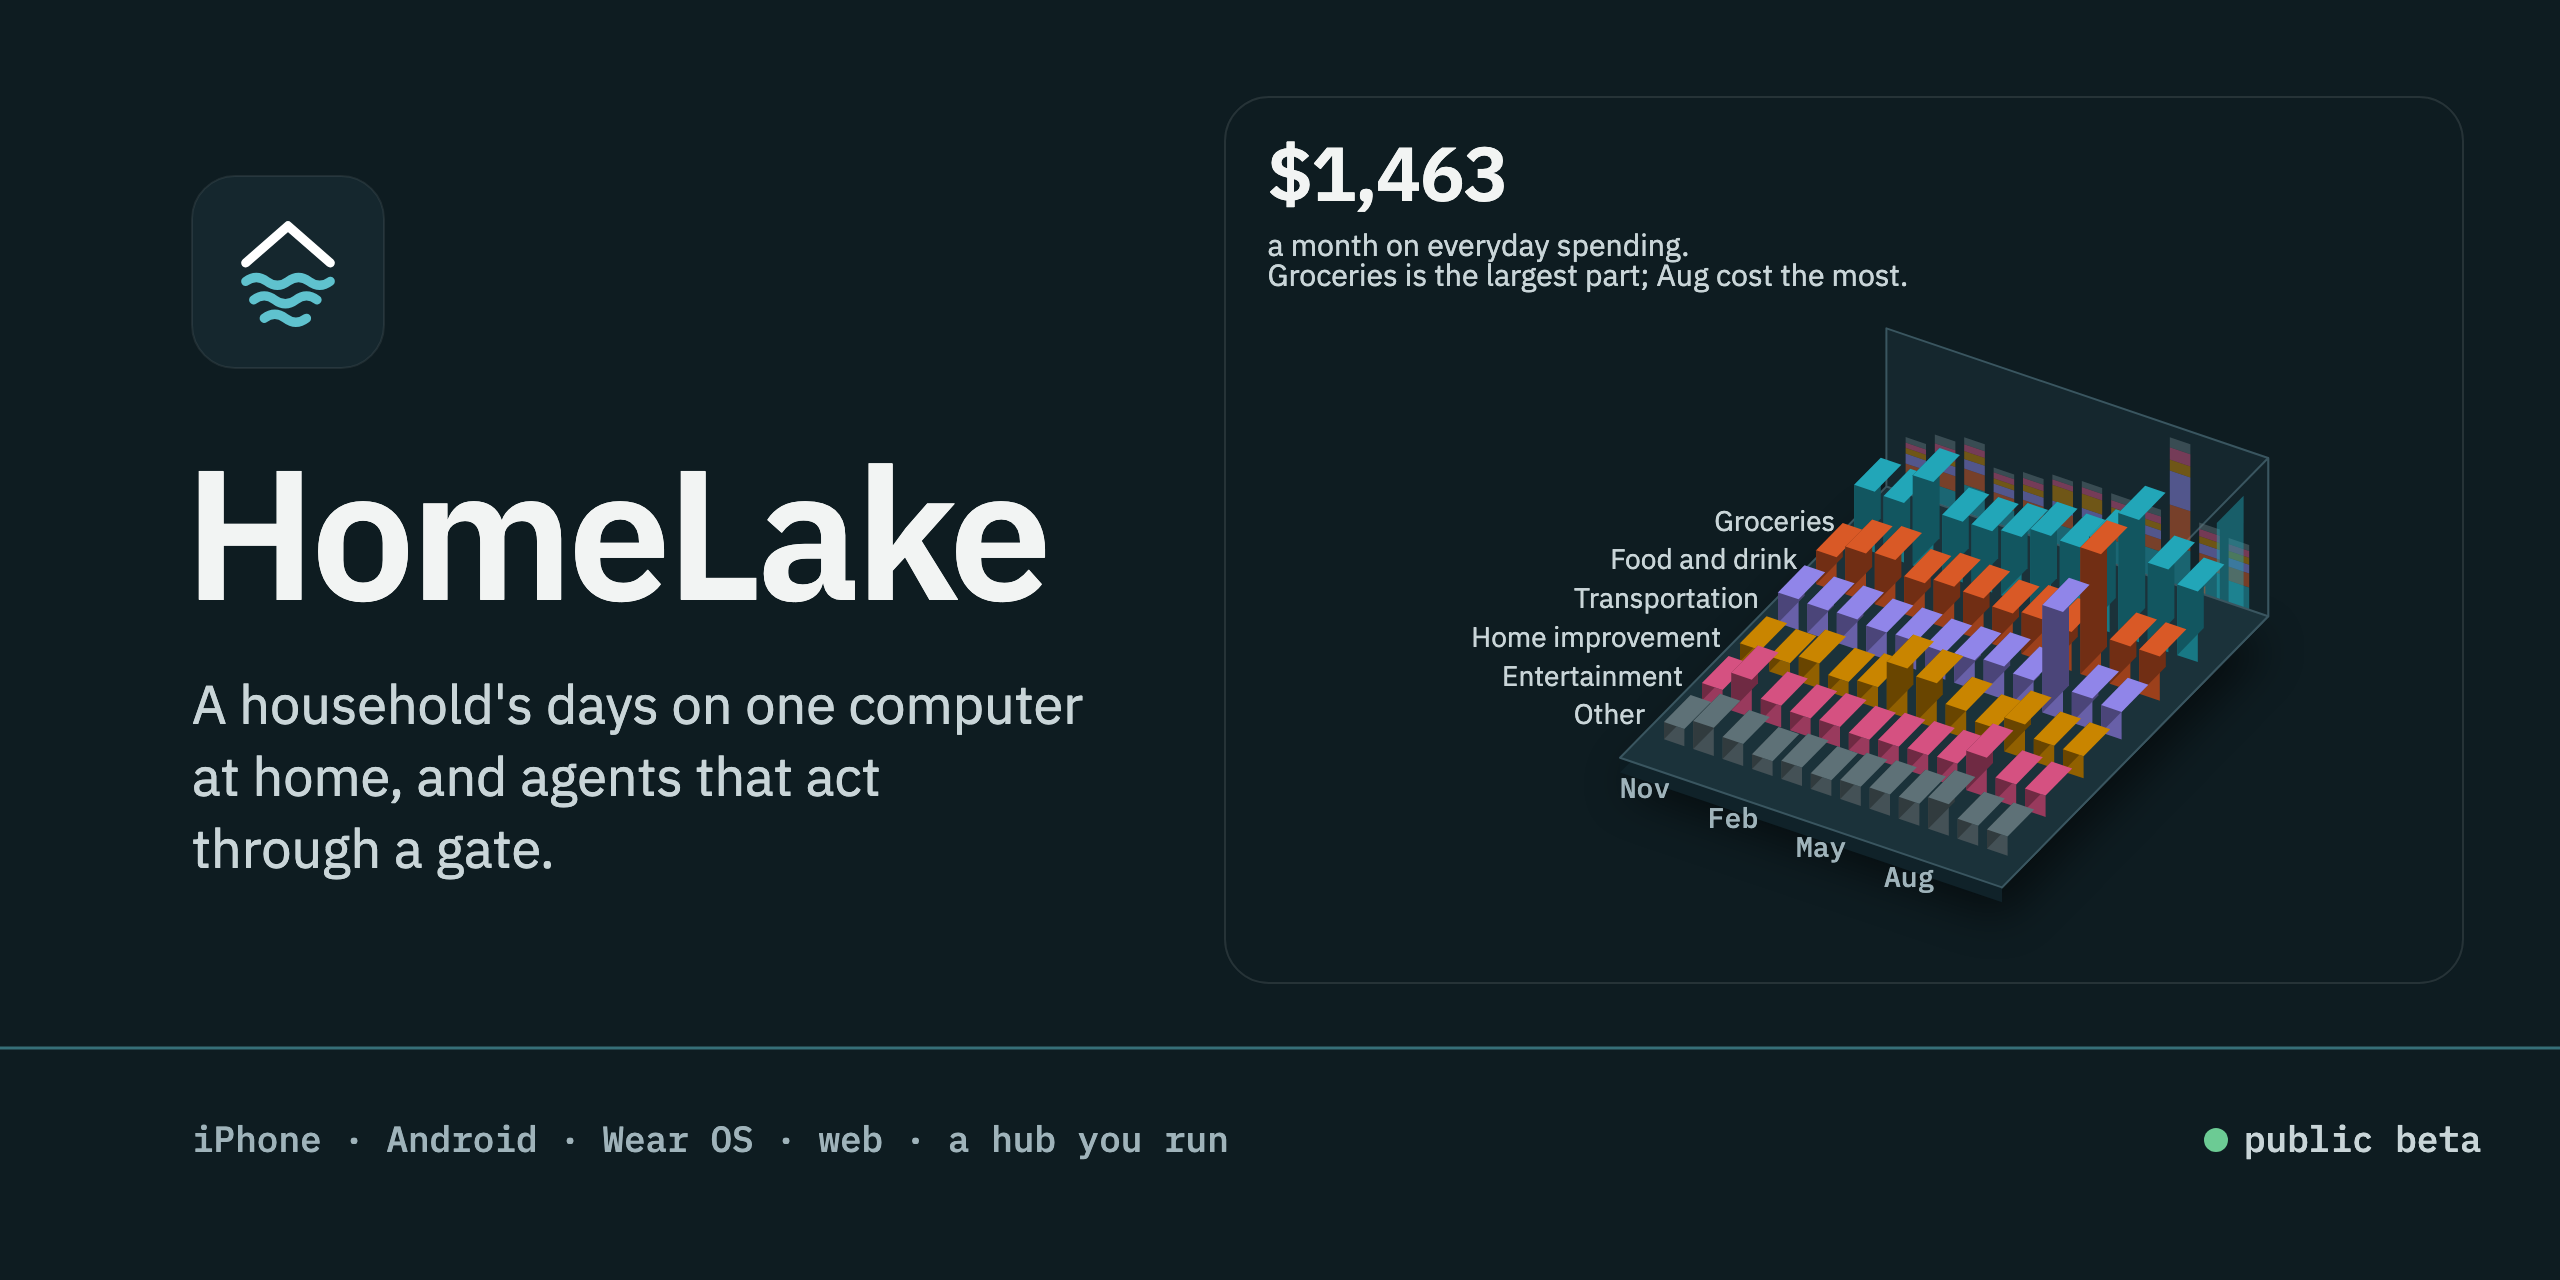 HomeLake
A household's days on one computer
at home, and agents that act
through a gate.
$1,463
a month on everyday spending.
Groceries is the largest part; Aug cost the most.
Groceries
Food and drink
Transportation
Home improvement
Entertainment
Other
Nov
Feb
May
Aug
iPhone · Android · Wear OS · web · a hub you run
public beta